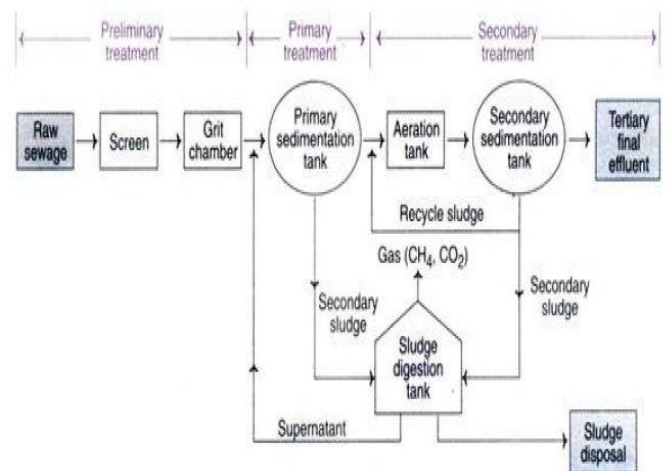 Preliminary
treatment
Primary
treatment
Secondary
treatment
Raw
sewage
Screen
Grit
chamber
Primary
sedimentation
tank
Aeration
tank
Secondary
sedimentation
tank
Tertiary
final
effluent
Recycle sludge
Gas (CH₄, CO₂)
Secondary
sludge
Secondary
sludge
Sludge
digestion
tank
Supernatant
Sludge
disposal